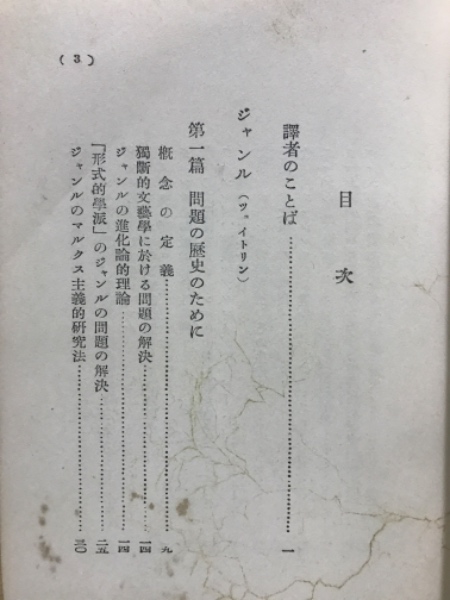 (3)
目次
譯者のことば……一
ジャンル(ツェイトリン)
第一篇 問題の歷史のために
槪念の定義……九
獨斷的文藝學に於ける問題の解決……一四
ジャンルの進化論的理論……一四
「形式的學派」のジャンルの問題の解決……二五
ジャンルのマルクス主義的硏究法……三〇